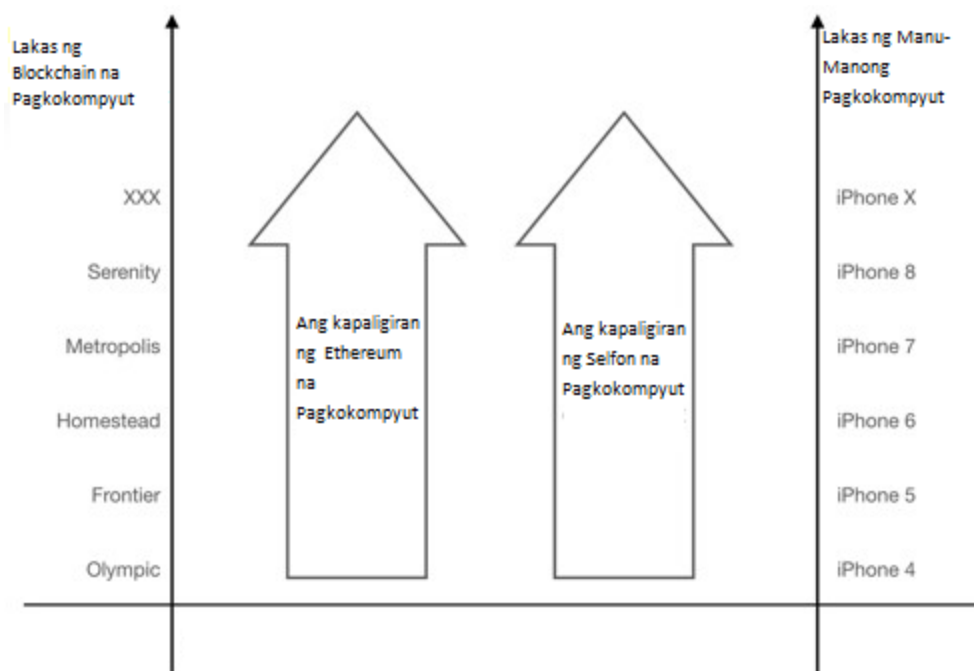 Lakas ng
Blockchain na
Pagkokompyut
XXX
Serenity
Metropolis
Homestead
Frontier
Olympic
Ang kapaligiran
ng Ethereum
na
Pagkokompyut
Ang kapaligiran
ng Selfon na
Pagkokompyut
Lakas ng Manu-
Manong
Pagkokompyut
iPhone X
iPhone 8
iPhone 7
iPhone 6
iPhone 5
iPhone 4